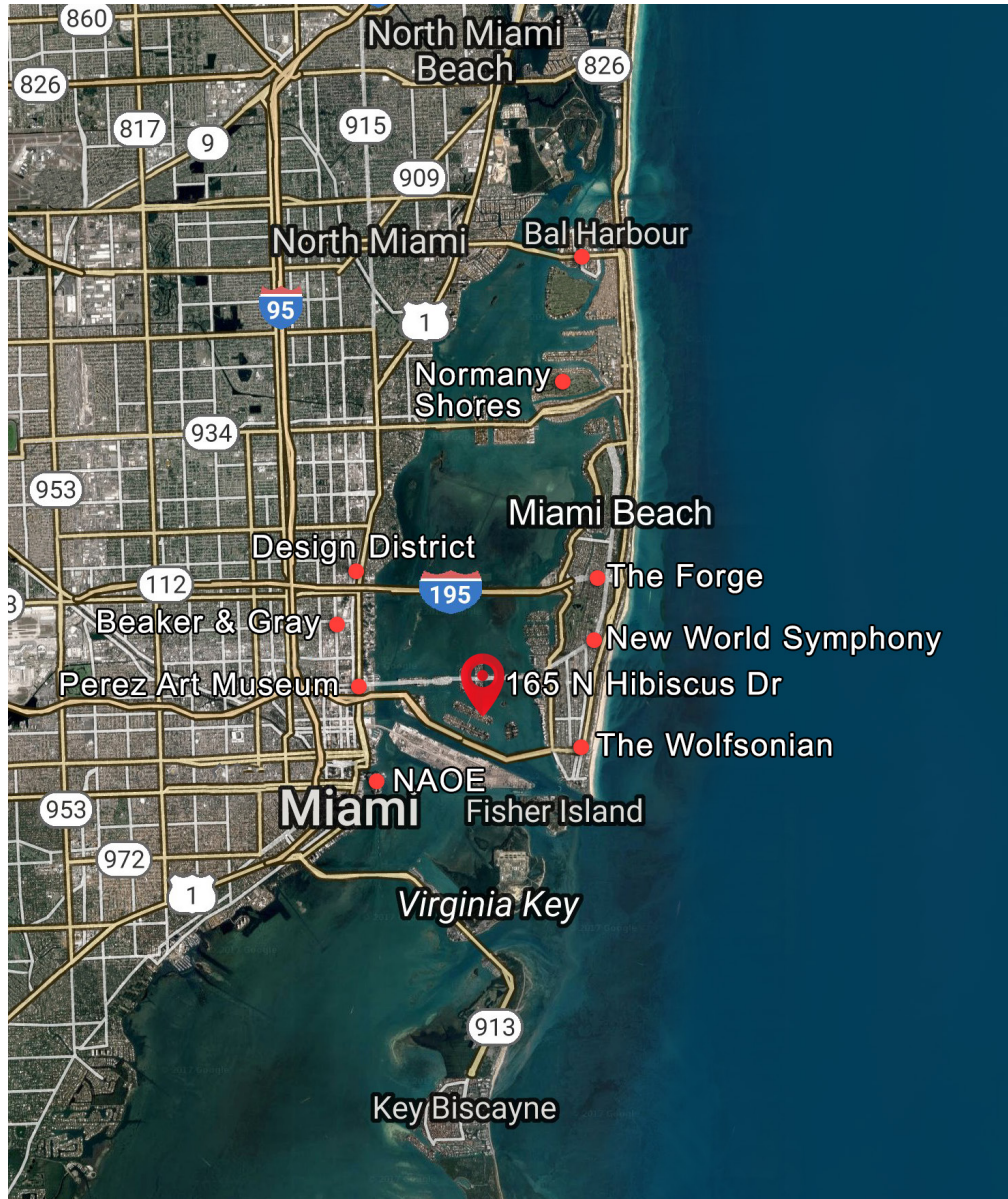 860
North Miami
Beach
826
826
817
9
915
909
North Miami
Bal Harbour
95
1
Normany
Shores
934
953
Miami Beach
Design District
112
195
The Forge
8
Beaker & Gray
New World Symphony
Perez Art Museum
165 N Hibiscus Dr
The Wolfsonian
NAOE
953
Miami
Fisher Island
972
1
Virginia Key
913
Key Biscayne